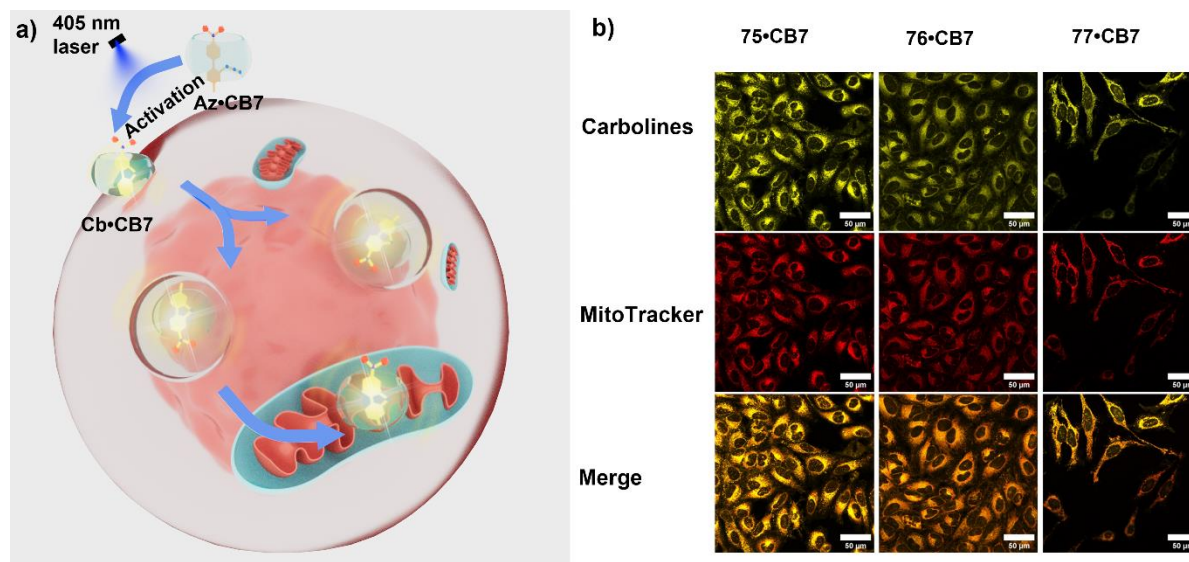 a)
405 nm
laser
Az•CB7
Activation
Cb•CB7
b)
75•CB7 76•CB7 77•CB7
Carbolines
50 µm 50 µm 50 µm
MitoTracker
50 µm 50 µm 50 µm
Merge
50 µm 50 µm 50 µm